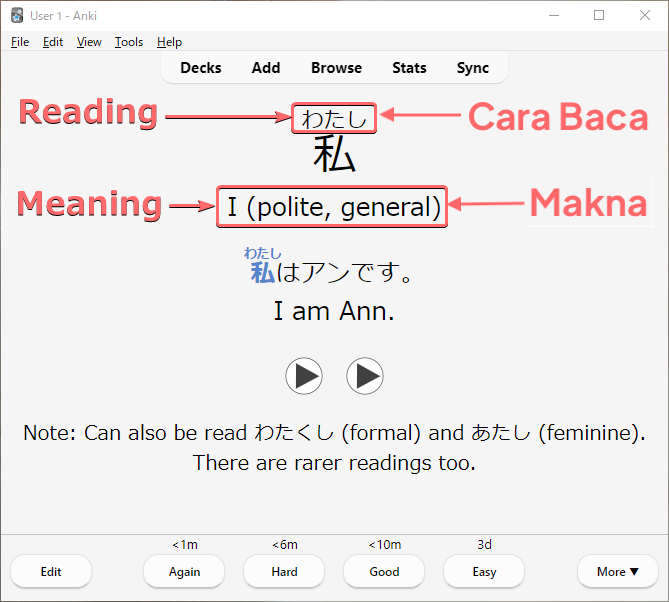 User 1 - Anki
File Edit View Tools Help
Decks Add Browse Stats Sync
Reading わたし Cara Baca
私
Meaning I (polite, general) Makna
わたし
私はアンです。
I am Ann.
Note: Can also be read わたくし (formal) and あたし (feminine).
There are rarer readings too.
<1m <6m <10m 3d
Edit Again Hard Good Easy More ▼